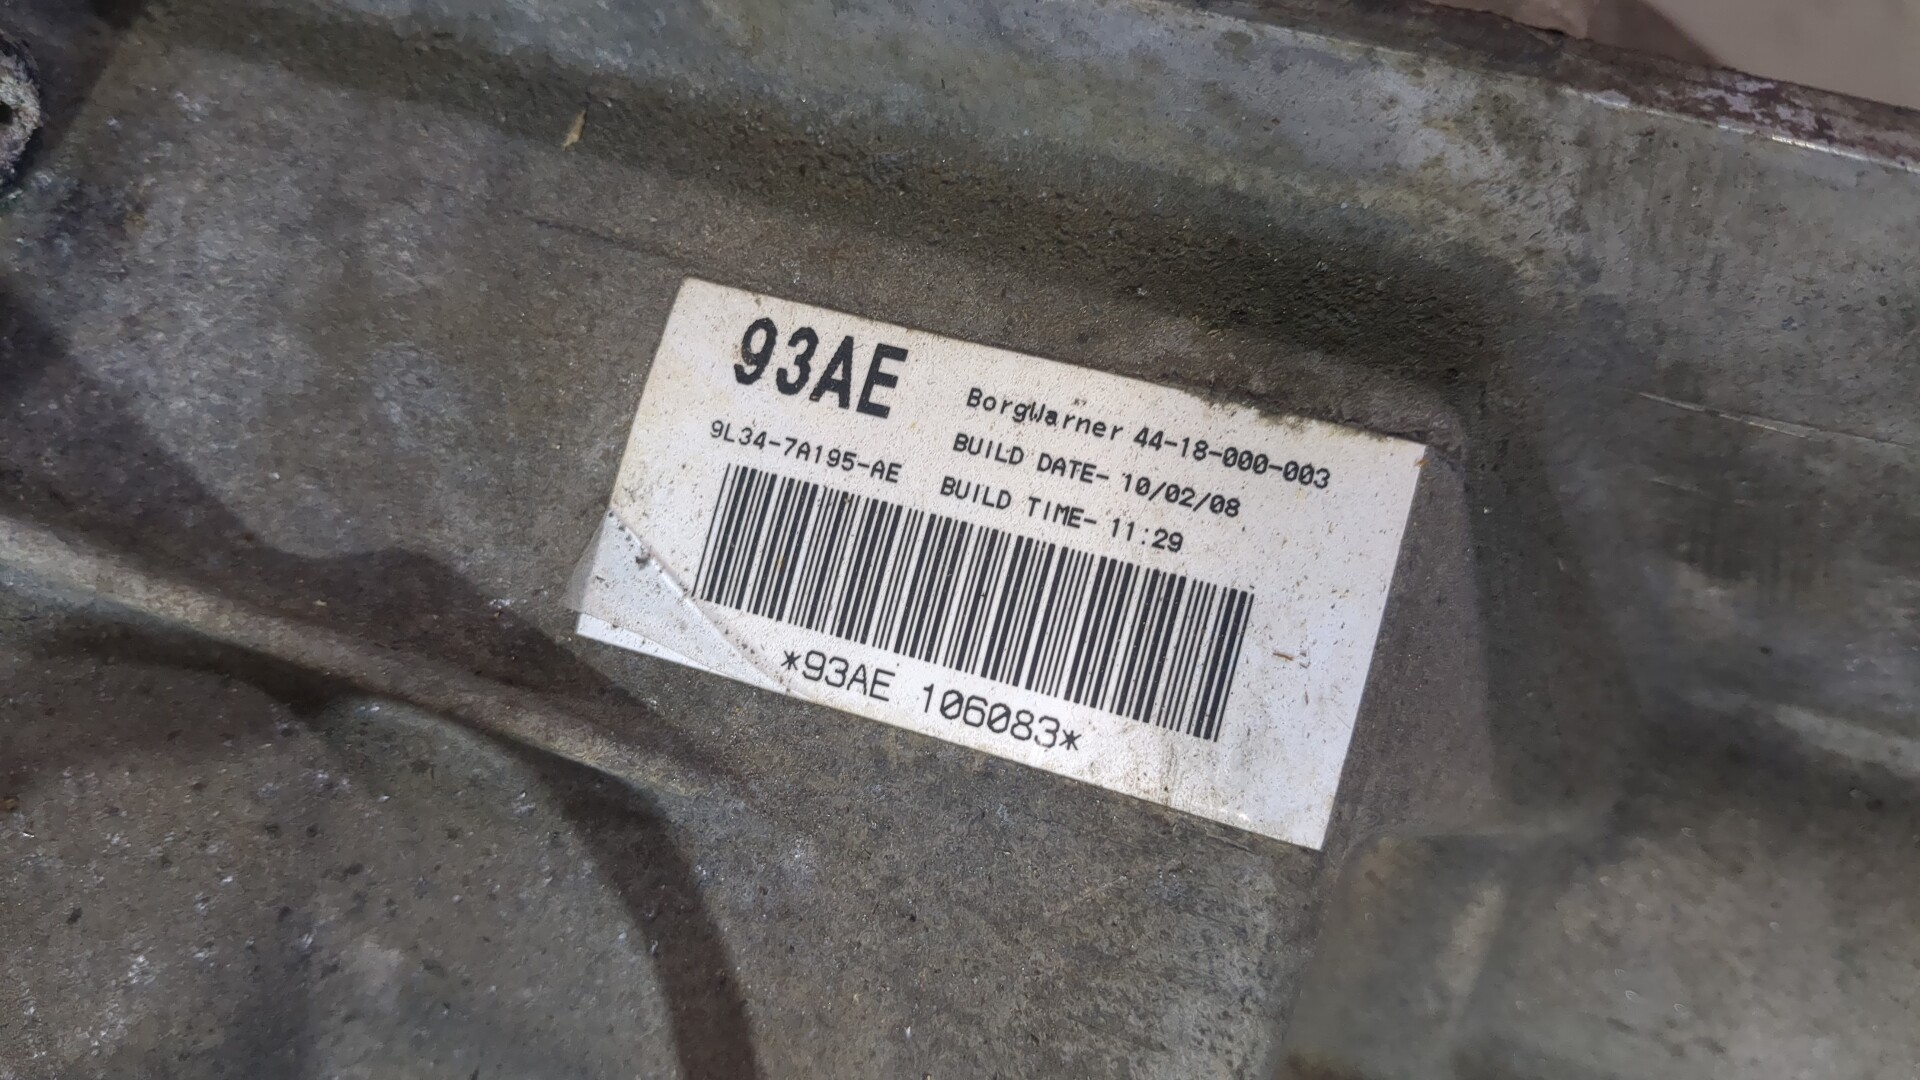 93AE
BorgWarner 44-18-000-003
9L34-7A195-AE
BUILD DATE- 10/02/08
BUILD TIME- 11:29
*93AE 106083*